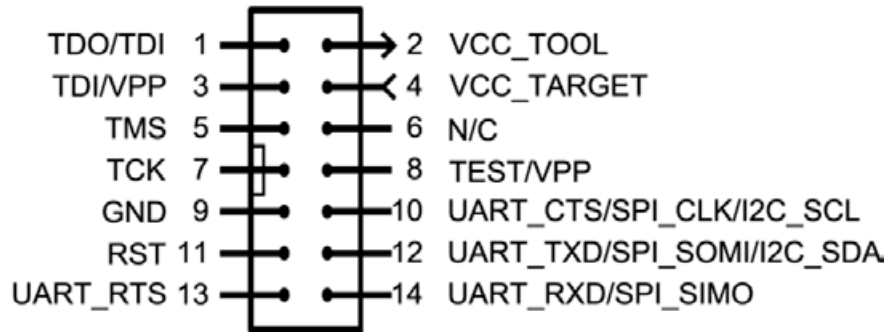 TDO/TDI 1 2 VCC_TOOL
TDI/VPP 3 4 VCC_TARGET
TMS 5 6 N/C
TCK 7 8 TEST/VPP
GND 9 10 UART_CTS/SPI_CLK/I2C_SCL
RST 11 12 UART_TXD/SPI_SOMI/I2C_SDA
UART_RTS 13 14 UART_RXD/SPI_SIMO